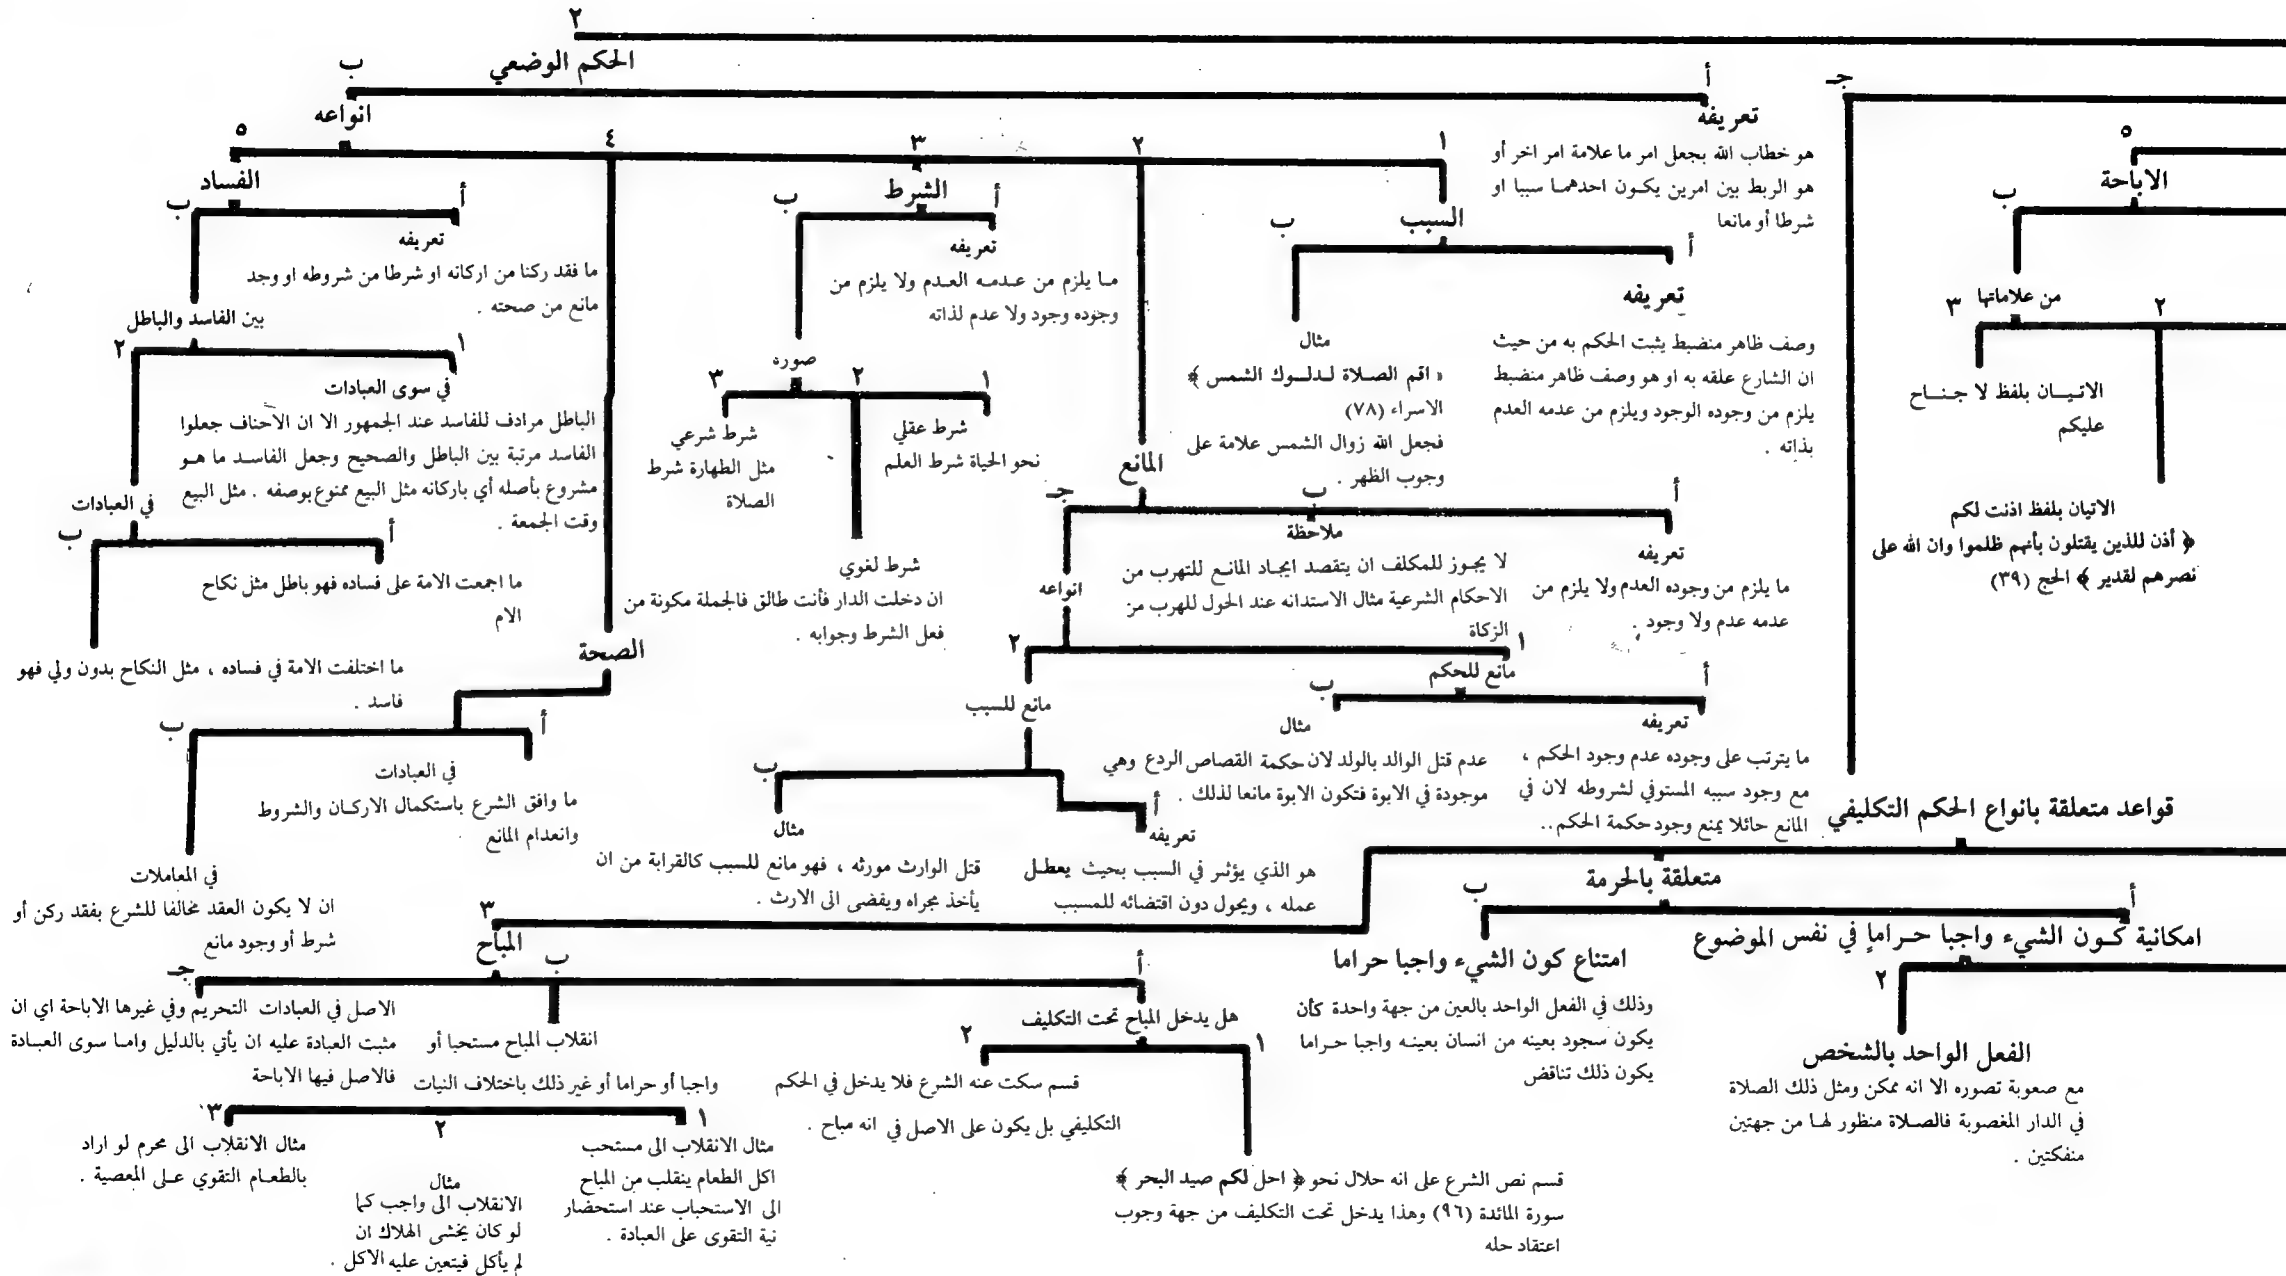 ٢
الحكم الوضعي
أ
تعريفه
هو خطاب الله بجعل امر ما علامة امر اخر أو
هو الربط بين امرين يكون احدهما سببا او
شرطا أو مانعا
ب
انواعه
١
السبب
أ
تعريفه
وصف ظاهر منضبط يثبت الحكم به من حيث
ان الشارع علقه به او هو وصف ظاهر منضبط
يلزم من وجوده الوجود ويلزم من عدمه العدم
بذاته .
ب
مثال
« اقم الصلاة لدلوك الشمس ﴾
الاسراء (٧٨)
فجعل الله زوال الشمس علامة على
وجوب الظهر .
٢
المانع
أ
تعريفه
ما يلزم من وجوده العدم ولا يلزم من
عدمه عدم ولا وجود .
ب
ملاحظة
لا يجوز للمكلف ان يتقصد ايجاد المانع للتهرب من
الاحكام الشرعية مثال الاستدانه عند الحول للهرب من
الزكاة
جـ
انواعه
١
مانع للحكم
أ
تعريفه
ما يترتب على وجوده عدم وجود الحكم ،
مع وجود سببه المستوفي لشروطه لان في
المانع حائلا يمنع وجود حكمة الحكم..
ب
مثال
عدم قتل الوالد بالولد لان حكمة القصاص الردع وهي
موجودة في الابوة فتكون الابوة مانعا لذلك .
٢
مانع للسبب
أ
تعريفه
هو الذي يؤثر في السبب بحيث يعطل
عمله ، ويحول دون اقتضائه للمسبب
ب
مثال
قتل الوارث مورثه ، فهو مانع للسبب كالقرابة من ان
يأخذ مجراه ويفضى الى الارث .
٣
الشرط
أ
تعريفه
ما يلزم من عدمه العدم ولا يلزم من
وجوده وجود ولا عدم لذاته
ب
صوره
١
شرط عقلي
نحو الحياة شرط العلم
٢
شرط لغوي
ان دخلت الدار فأنت طالق فالجملة مكونة من
فعل الشرط وجوابه .
٣
شرط شرعي
مثل الطهارة شرط
الصلاة
٤
الصحة
أ
في العبادات
ما وافق الشرع باستكمال الاركان والشروط
وانعدام المانع
ب
في المعاملات
ان لا يكون العقد مخالفا للشرع بفقد ركن أو
شرط أو وجود مانع
٥
الفساد
أ
تعريفه
ما فقد ركنا من اركانه او شرطا من شروطه او وجد
مانع من صحته .
ب
بين الفاسد والباطل
١
في سوى العبادات
الباطل مرادف للفاسد عند الجمهور الا ان الأحناف جعلوا
الفاسد مرتبة بين الباطل والصحيح وجعل الفاسد ما هو
مشروع بأصله أي باركانه مثل البيع ممنوع بوصفه . مثل البيع
وقت الجمعة .
٢
في العبادات
أ
ما اجمعت الامة على فساده فهو باطل مثل نكاح
الام
ب
ما اختلفت الامة في فساده ، مثل النكاح بدون ولي فهو
فاسد .
٥
الاباحة
ب
من علاماتها
٢
الاتيان بلفظ اذنت لكم
﴿ أذن للذين يقتلون بأنهم ظلموا وان الله على
نصرهم لقدير ﴾ الحج (٣٩)
٣
الاتيان بلفظ لا جناح
عليكم
جـ
قواعد متعلقة بانواع الحكم التكليفي
متعلقة بالحرمة
أ
امكانية كون الشيء واجبا حراما في نفس الموضوع
٢
الفعل الواحد بالشخص
مع صعوبة تصوره الا انه ممكن ومثل ذلك الصلاة
في الدار المغصوبة فالصلاة منظور لها من جهتين
منفكتين .
ب
امتناع كون الشيء واجبا حراما
وذلك في الفعل الواحد بالعين من جهة واحدة كأن
يكون سجود بعينه من انسان بعينه واجبا حراما
يكون ذلك تناقض
٣
المباح
أ
هل يدخل المباح تحت التكليف
١
قسم نص الشرع على انه حلال نحو ﴿ احل لكم صيد البحر ﴾
سورة المائدة (٩٦) وهذا يدخل تحت التكليف من جهة وجوب
اعتقاد حله
٢
قسم سكت عنه الشرع فلا يدخل في الحكم
التكليفي بل يكون على الاصل في انه مباح .
ب
انقلاب المباح مستحبا أو
واجبا أو حراما أو غير ذلك باختلاف النيات
١
مثال الانقلاب الى مستحب
اكل الطعام ينقلب من المباح
الى الاستحباب عند استحضار
نية التقوى على العبادة .
٢
مثال
الانقلاب الى واجب كما
لو كان يخشى الهلاك ان
لم يأكل فيتعين عليه الاكل .
٣
مثال الانقلاب الى محرم لو اراد
بالطعام التقوي على المعصية .
جـ
الاصل في العبادات التحريم وفي غيرها الاباحة اي ان
مثبت العبادة عليه ان يأتي بالدليل واما سوى العبادة
فالاصل فيها الاباحة